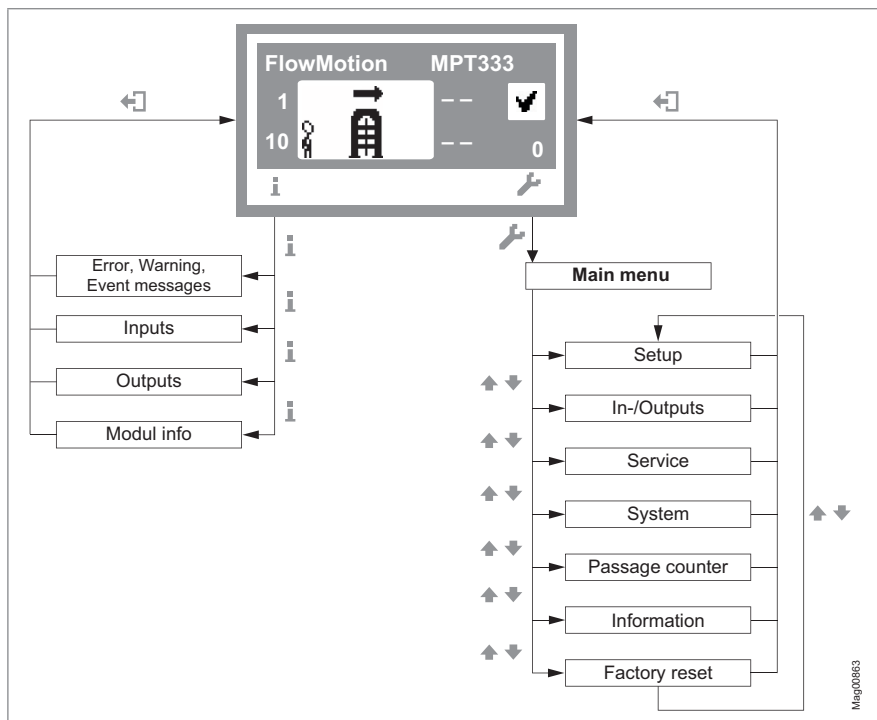 FlowMotion MPT333
1 – –
10 – – 0
i
i
Error, Warning,
Event messages
i
Inputs
i
Outputs
i
Modul info
Main menu
Setup
In-/Outputs
Service
System
Passage counter
Information
Factory reset
Mag00863